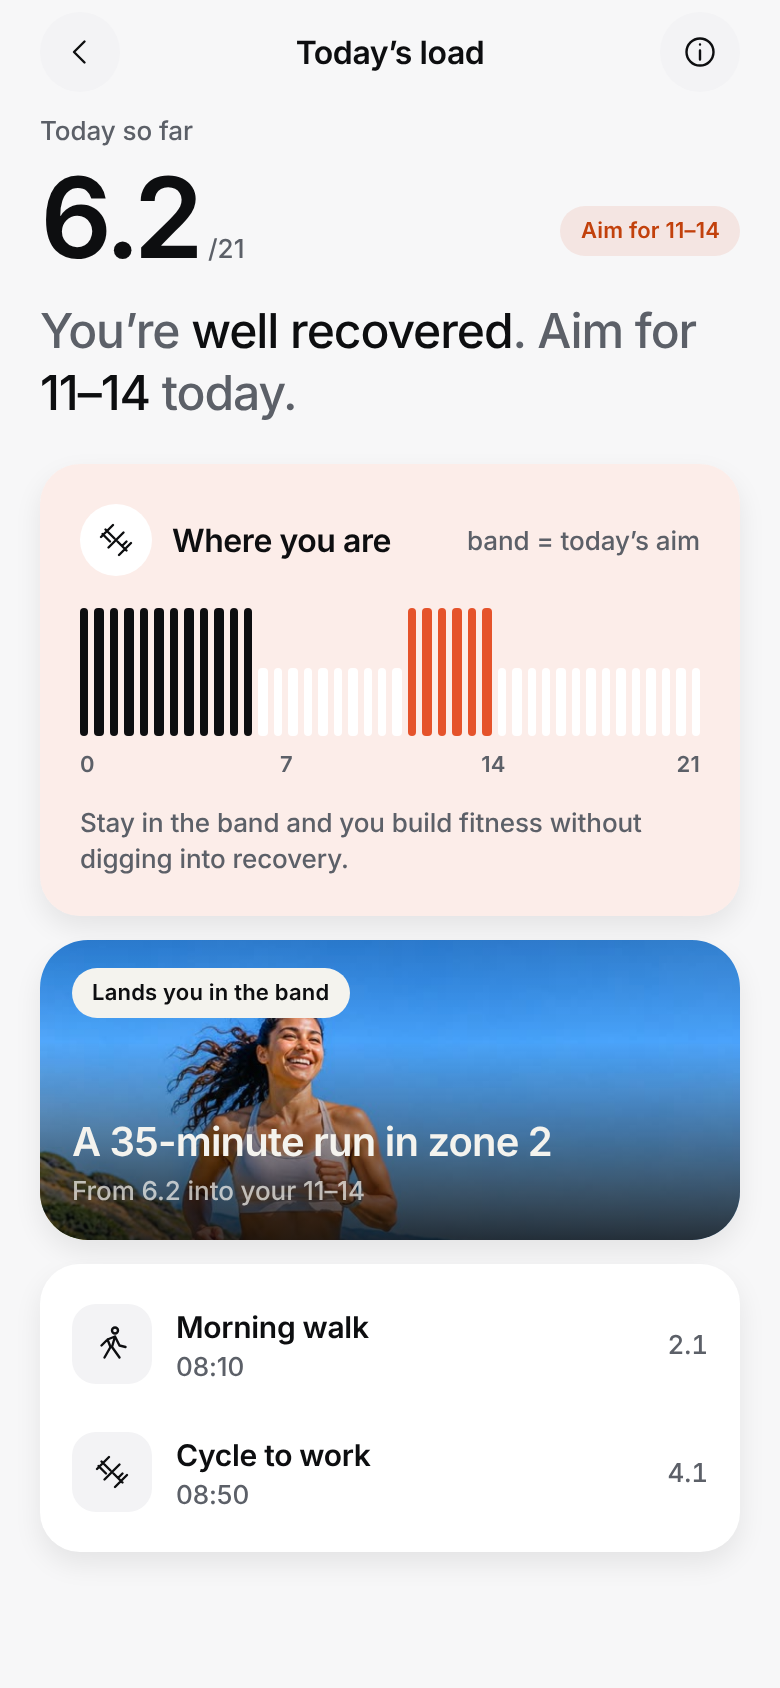 Today’s load
Today so far
6.2 /21
Aim for 11–14
You’re well recovered. Aim for
11–14 today.
Where you are
band = today’s aim
0 7 14 21
Stay in the band and you build fitness without
digging into recovery.
Lands you in the band
A 35-minute run in zone 2
From 6.2 into your 11–14
Morning walk
08:10
2.1
Cycle to work
08:50
4.1